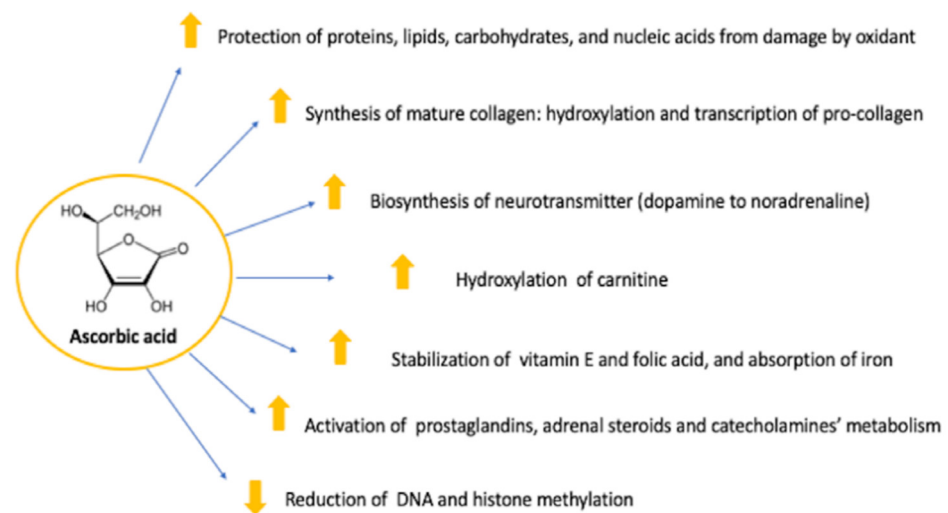 Protection of proteins, lipids, carbohydrates, and nucleic acids from damage by oxidant
Synthesis of mature collagen: hydroxylation and transcription of pro-collagen
Biosynthesis of neurotransmitter (dopamine to noradrenaline)
HO
CH₂OH
O
O
HO
OH
Ascorbic acid
Hydroxylation of carnitine
Stabilization of vitamin E and folic acid, and absorption of iron
Activation of prostaglandins, adrenal steroids and catecholamines' metabolism
Reduction of DNA and histone methylation